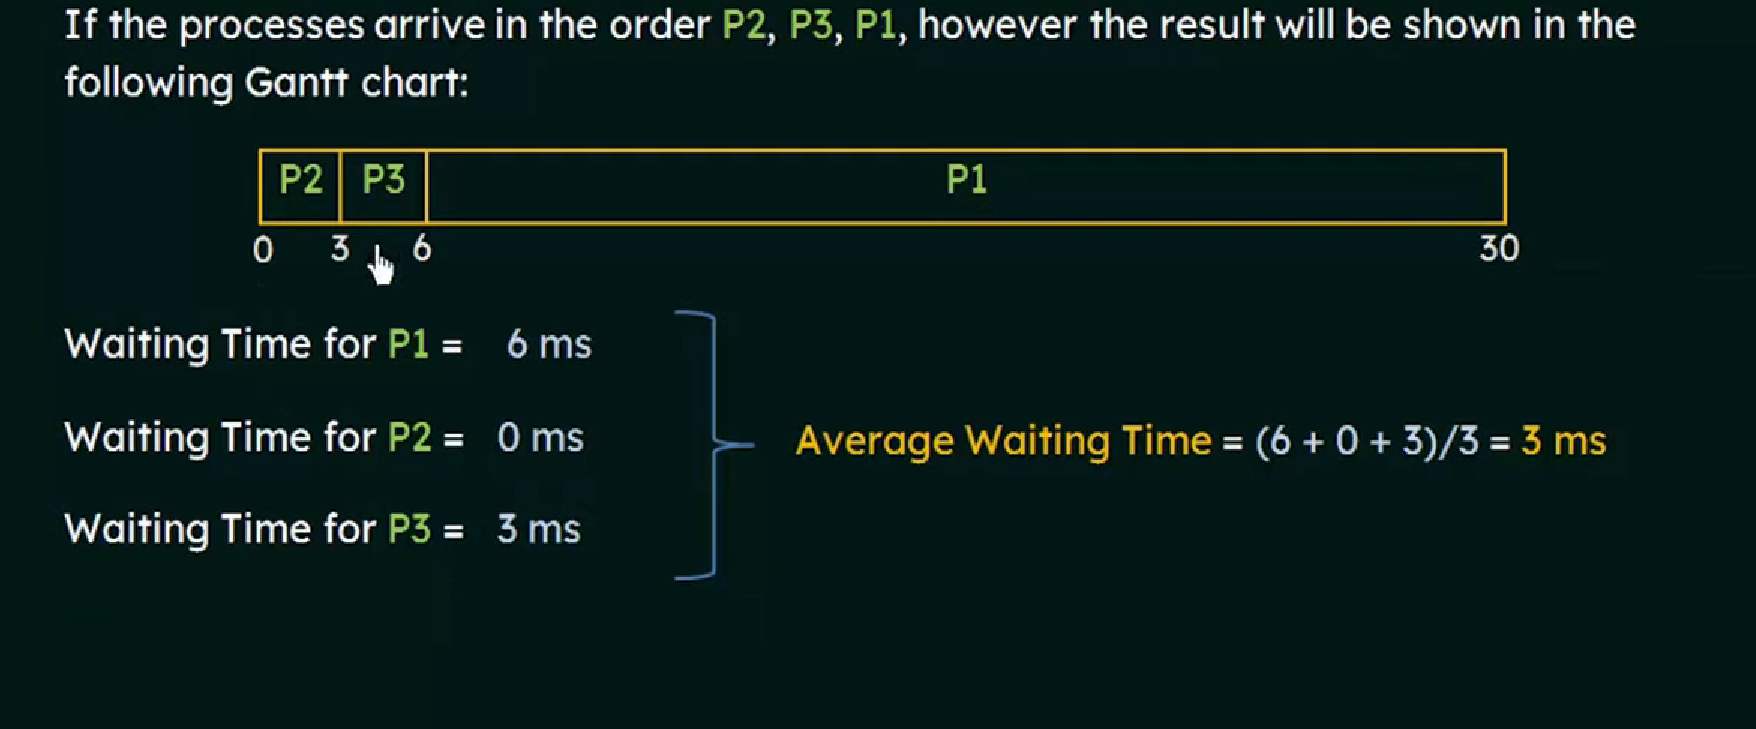 If the processes arrive in the order P2, P3, P1, however the result will be shown in the
following Gantt chart:
P2 P3 P1
0 3 6 30
Waiting Time for P1 = 6 ms
Waiting Time for P2 = 0 ms
Average Waiting Time = (6 + 0 + 3)/3 = 3 ms
Waiting Time for P3 = 3 ms